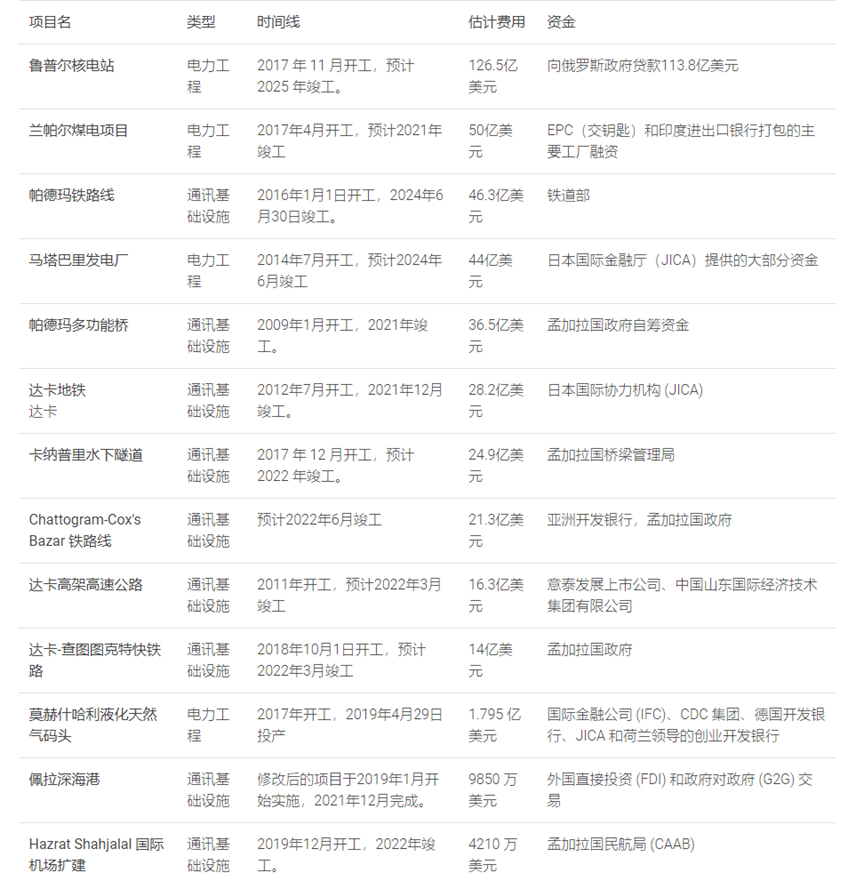 项目名 类型 时间线 估计费用 资金
鲁普尔核电站 电力工 2017 年 11 月开工，预计 126.5亿 向俄罗斯政府贷款113.8亿美元
程 2025 年竣工。 美元
兰帕尔煤电项目 电力工 2017年4月开工，预计2021年 50亿美 EPC（交钥匙）和印度进出口银行打包的主
程 竣工 元 要工厂融资
帕德玛铁路线 通讯基 2016年1月1日开工，2024年6 46.3亿美 铁道部
础设施 月30日竣工。 元
马塔巴里发电厂 电力工 2014年7月开工，预计2024年 44亿美 日本国际金融厅（JICA）提供的大部分资金
程 6月竣工 元
帕德玛多功能桥 通讯基 2009年1月开工，2021年竣 36.5亿美 孟加拉国政府自筹资金
础设施 工。 元
达卡地铁 通讯基 2012年7月开工，2021年12月 28.2亿美 日本国际协力机构 (JICA)
达卡 础设施 竣工。 元
卡纳普里水下隧道 通讯基 2017 年 12 月开工，预计 24.9亿美 孟加拉国桥梁管理局
础设施 2022 年竣工。 元
Chattogram-Cox's 通讯基 预计2022年6月竣工 21.3亿美 亚洲开发银行，孟加拉国政府
Bazar 铁路线 础设施 元
达卡高架高速公路 通讯基 2011年开工，预计2022年3月 16.3亿美 意泰发展上市公司、中国山东国际经济技术
础设施 竣工 元 集团有限公司
达卡-查图图克特快铁 通讯基 2018年10月1日开工，预计 14亿美 孟加拉国政府
路 础设施 2022年3月竣工 元
莫赫什哈利液化天然 电力工 2017年开工，2019年4月29日 1.795 亿 国际金融公司 (IFC)、CDC 集团、德国开发银
气码头 程 投产 美元 行、JICA 和荷兰领导的创业开发银行
佩拉深海港 通讯基 修改后的项目于2019年1月开 9850 万 外国直接投资 (FDI) 和政府对政府 (G2G) 交
础设施 始实施，2021年12月完成。 美元 易
Hazrat Shahjalal 国际 通讯基 2019年12月开工，2022年竣 4210 万 孟加拉国民航局 (CAAB)
机场扩建 础设施 工。 美元